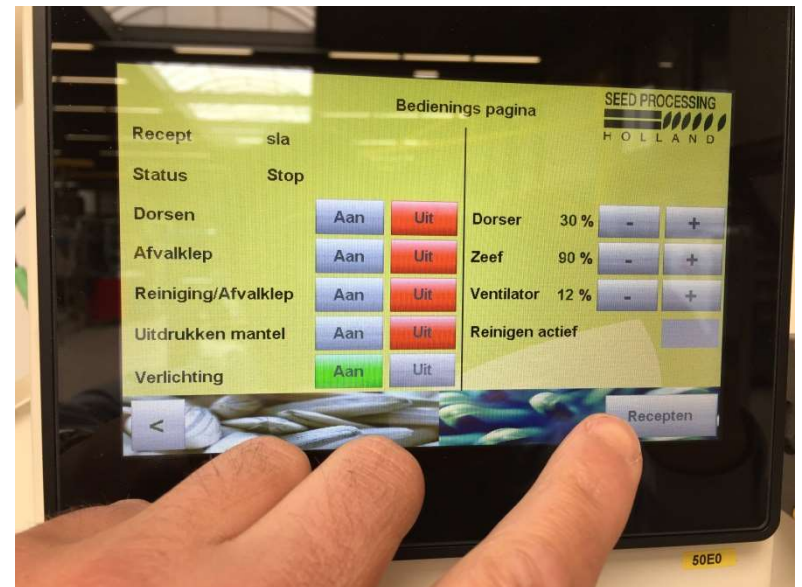 Bedienings pagina
SEED PROCESSING
HOLLAND
Recept sla
Status Stop
Dorsen Aan Uit
Afvalklep Aan Uit
Reiniging/Afvalklep Aan Uit
Uitdrukken mantel Aan Uit
Verlichting Aan Uit
Dorser 30 % - +
Zeef 90 % - +
Ventilator 12 % - +
Reinigen actief
< Recepten
50E0